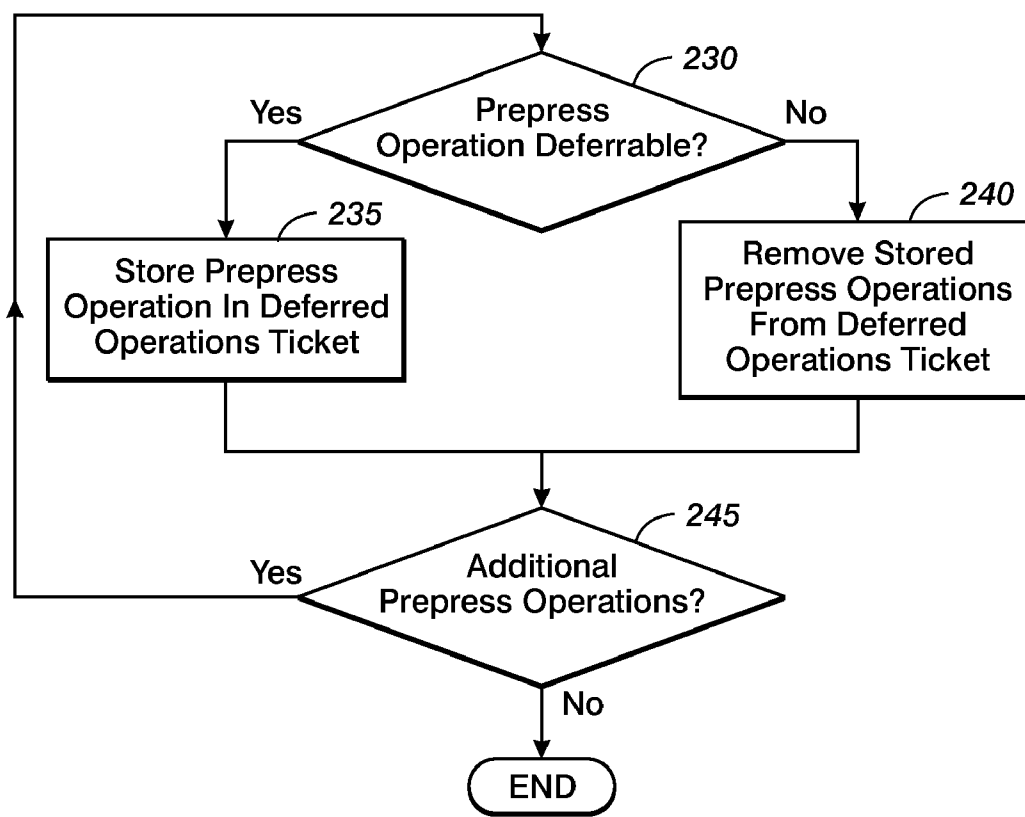 230
Prepress
Operation Deferrable?
Yes
No
235
Store Prepress
Operation In Deferred
Operations Ticket
240
Remove Stored
Prepress Operations
From Deferred
Operations Ticket
245
Additional
Prepress Operations?
Yes
No
END